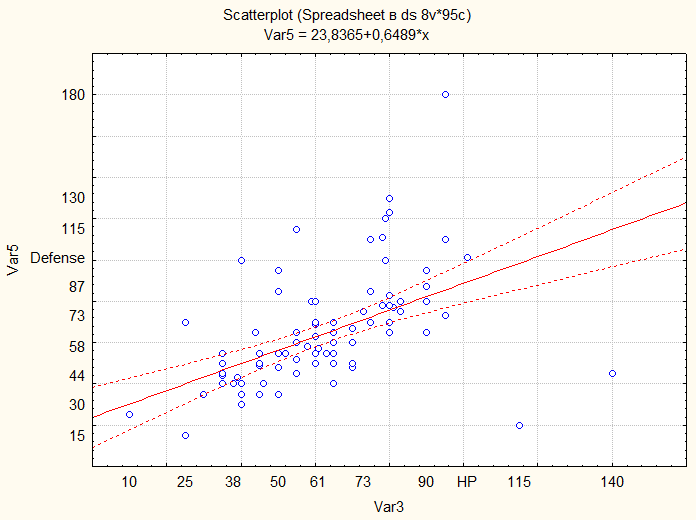 Scatterplot (Spreadsheet в ds 8v*95c)
Var5 = 23,8365+0,6489*x
180
130
115
Defense
87
73
58
44
30
15
Var5
10 25 38 51 61 73 90 HP 115 140
Var3